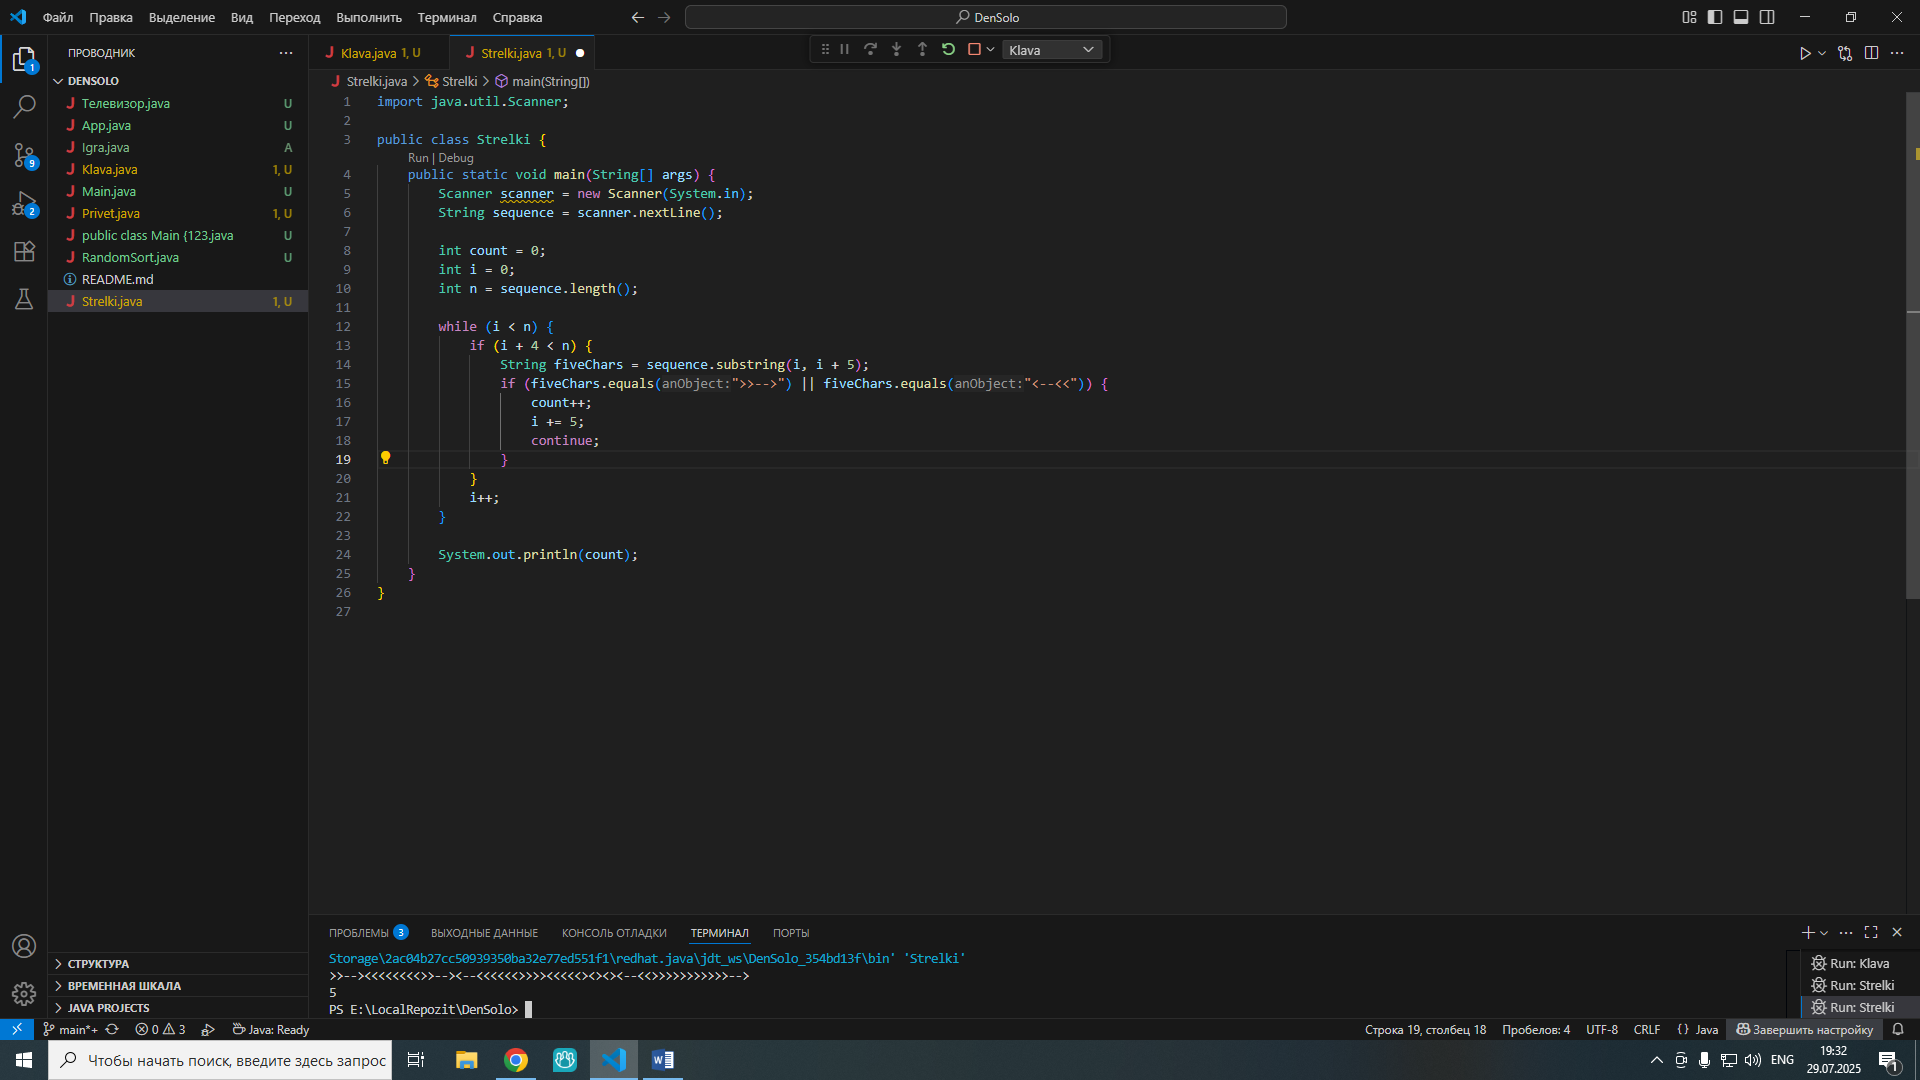 Файл Правка Выделение Вид Переход Выполнить Терминал Справка
DenSolo
ПРОВОДНИК
DENSOLO
Телевизор.java U
App.java U
Igra.java A
Klava.java 1, U
Main.java U
Privet.java 1, U
public class Main {123.java U
RandomSort.java U
README.md
Strelki.java 1, U
СТРУКТУРА
ВРЕМЕННАЯ ШКАЛА
JAVA PROJECTS
1
9
2
Klava.java 1, U
Strelki.java 1, U
Klava
Strelki.java > Strelki > main(String[])
1 import java.util.Scanner;
2
3 public class Strelki {
Run | Debug
4 public static void main(String[] args) {
5 Scanner scanner = new Scanner(System.in);
6 String sequence = scanner.nextLine();
7
8 int count = 0;
9 int i = 0;
10 int n = sequence.length();
11
12 while (i < n) {
13 if (i + 4 < n) {
14 String fiveChars = sequence.substring(i, i + 5);
15 if (fiveChars.equals(anObject:">>-->") || fiveChars.equals(anObject:"<--<<")) {
16 count++;
17 i += 5;
18 continue;
19 }
20 }
21 i++;
22 }
23
24 System.out.println(count);
25 }
26 }
27
ПРОБЛЕМЫ 3 ВЫХОДНЫЕ ДАННЫЕ КОНСОЛЬ ОТЛАДКИ ТЕРМИНАЛ ПОРТЫ
Storage\2ac04b27cc50939350ba32e77ed551f1\redhat.java\jdt_ws\DenSolo_354bd13f\bin' 'Strelki'
5
PS E:\LocalRepozit\DenSolo>
Run: Klava
Run: Strelki
Run: Strelki
main*+ 0 3 Java: Ready
Строка 19, столбец 18 Пробелов: 4 UTF-8 CRLF {} Java Завершить настройку
Чтобы начать поиск, введите здесь запрос
ENG
19:32
29.07.2025
1